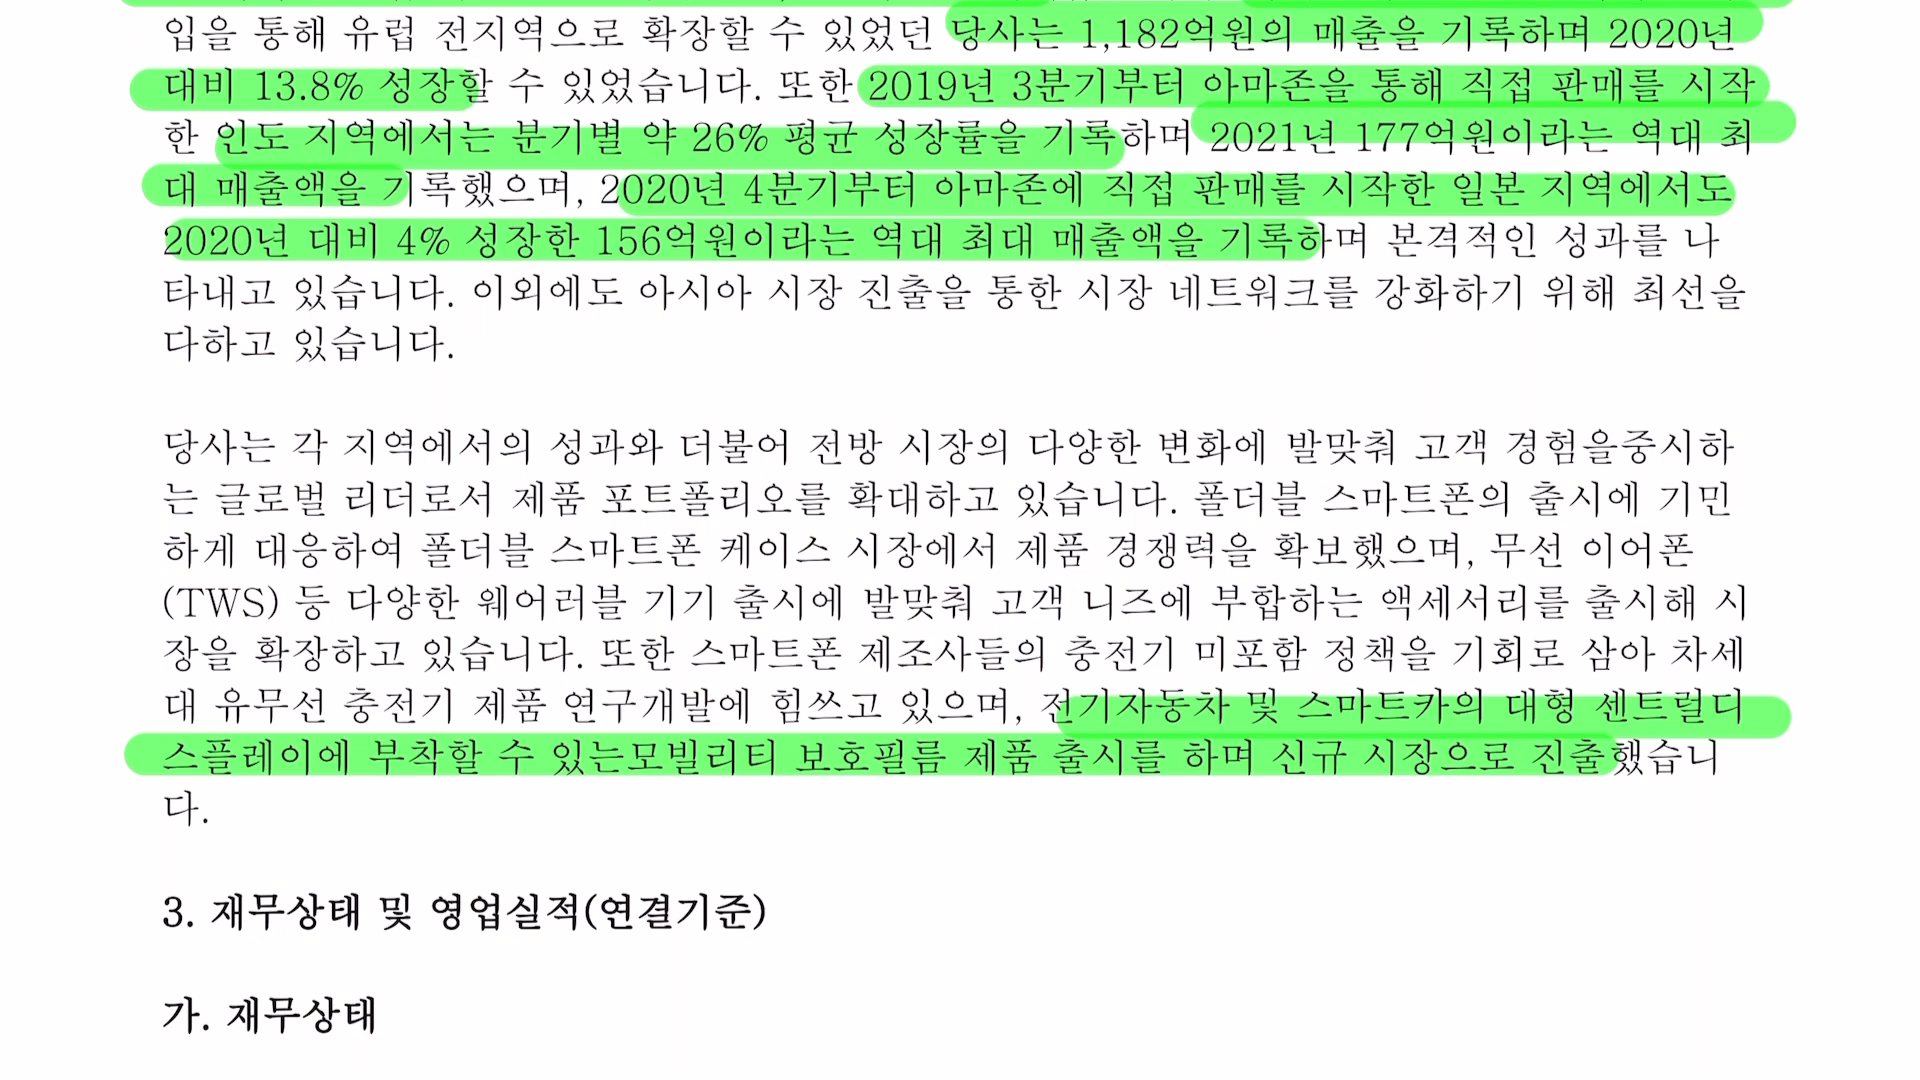 입을 통해 유럽 전지역으로 확장할 수 있었던 당사는 1,182억원의 매출을 기록하며 2020년
대비 13.8% 성장할 수 있었습니다. 또한 2019년 3분기부터 아마존을 통해 직접 판매를 시작
한 인도 지역에서는 분기별 약 26% 평균 성장률을 기록하며 2021년 177억원이라는 역대 최
대 매출액을 기록했으며, 2020년 4분기부터 아마존에 직접 판매를 시작한 일본 지역에서도
2020년 대비 4% 성장한 156억원이라는 역대 최대 매출액을 기록하며 본격적인 성과를 나
타내고 있습니다. 이외에도 아시아 시장 진출을 통한 시장 네트워크를 강화하기 위해 최선을
다하고 있습니다.
당사는 각 지역에서의 성과와 더불어 전방 시장의 다양한 변화에 발맞춰 고객 경험을중시하
는 글로벌 리더로서 제품 포트폴리오를 확대하고 있습니다. 폴더블 스마트폰의 출시에 기민
하게 대응하여 폴더블 스마트폰 케이스 시장에서 제품 경쟁력을 확보했으며, 무선 이어폰
(TWS) 등 다양한 웨어러블 기기 출시에 발맞춰 고객 니즈에 부합하는 액세서리를 출시해 시
장을 확장하고 있습니다. 또한 스마트폰 제조사들의 충전기 미포함 정책을 기회로 삼아 차세
대 유무선 충전기 제품 연구개발에 힘쓰고 있으며, 전기자동차 및 스마트카의 대형 센트럴디
스플레이에 부착할 수 있는모빌리티 보호필름 제품 출시를 하며 신규 시장으로 진출했습니
다.
3. 재무상태 및 영업실적(연결기준)
가. 재무상태